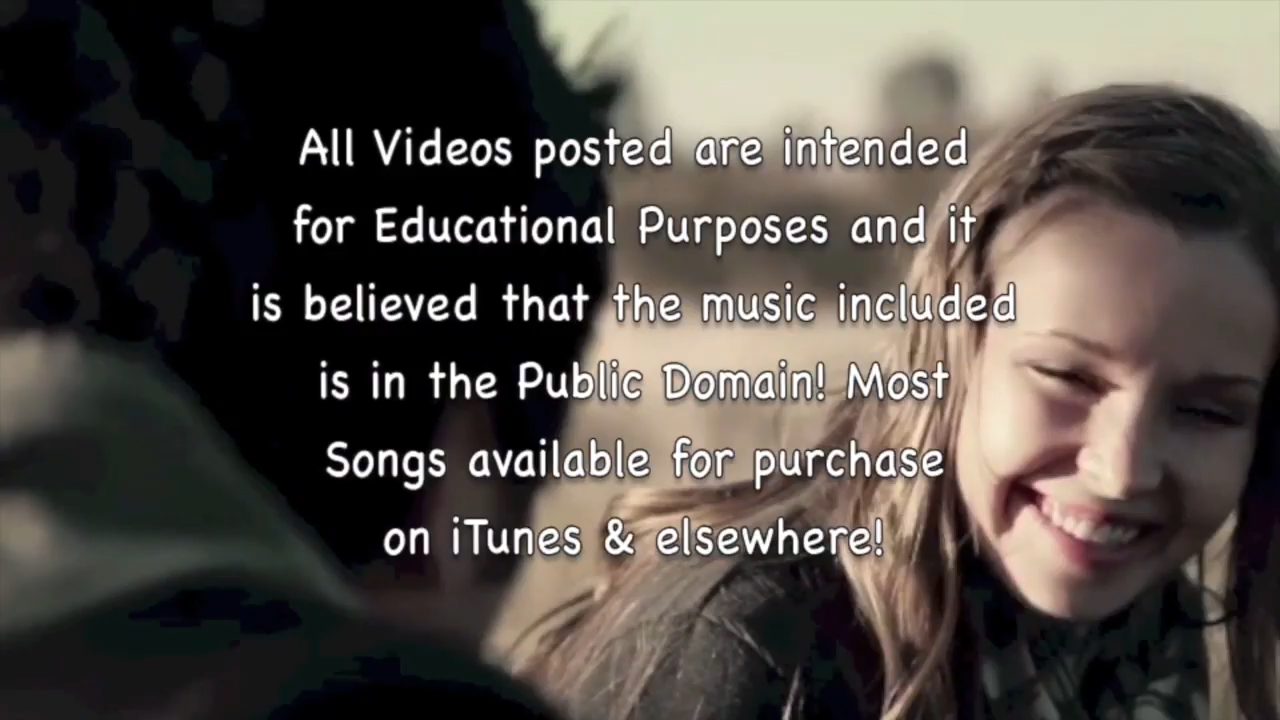 All Videos posted are intended
for Educational Purposes and it
is believed that the music included
is in the Public Domain! Most
Songs available for purchase
on iTunes & elsewhere!